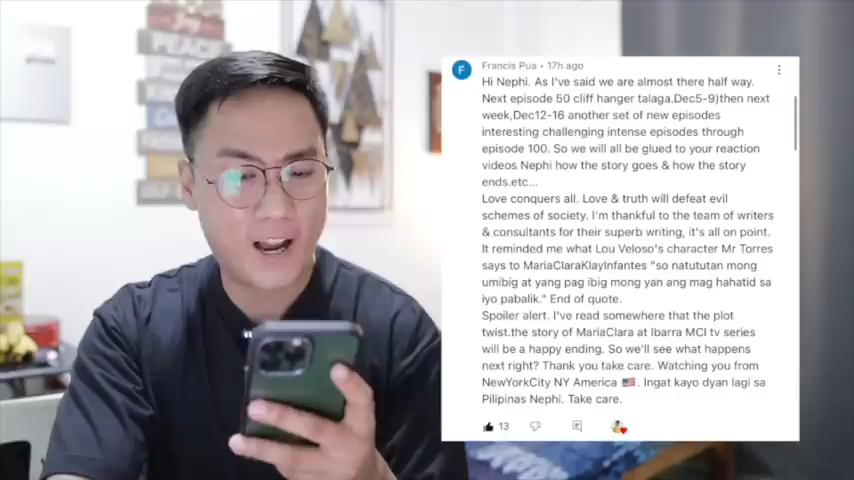 Joy
PEACE
F
Francis Pua • 17h ago
Hi Nephi. As I've said we are almost there half way.
Next episode 50 cliff hanger talaga.Dec5-9)then next
week,Dec12-16 another set of new episodes
interesting challenging intense episodes through
episode 100. So we will all be glued to your reaction
videos Nephi how the story goes & how the story
ends.etc...
Love conquers all. Love & truth will defeat evil
schemes of society. I'm thankful to the team of writers
& consultants for their superb writing, it's all on point.
It reminded me what Lou Veloso's character Mr Torres
says to MariaClaraKlayInfantes "so natututan mong
umibig at yang pag ibig mong yan ang mag hahatid sa
iyo pabalik." End of quote.
Spoiler alert. I've read somewhere that the plot
twist.the story of MariaClara at Ibarra MCI tv series
will be a happy ending. So we'll see what happens
next right? Thank you take care. Watching you from
NewYorkCity NY America 🇺🇸. Ingat kayo dyan lagi sa
Pilipinas Nephi. Take care.
13